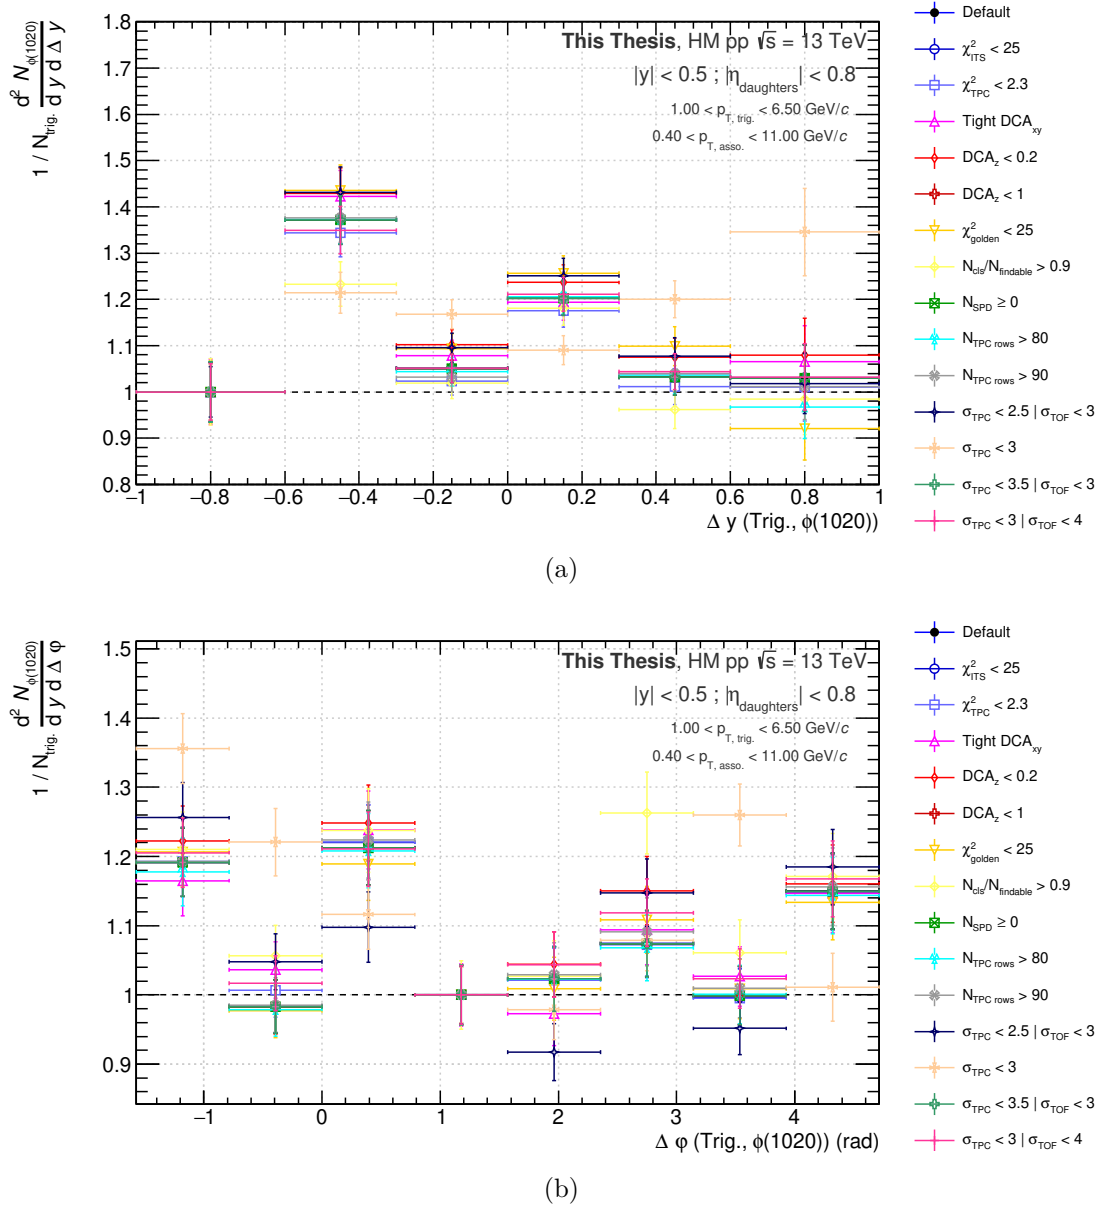 1 / N_trig. d² N_ϕ(1020) / d y d Δ y
This Thesis, HM pp √s = 13 TeV
|y| < 0.5 ; |η_daughters| < 0.8
1.00 < p_T, trig. < 6.50 GeV/c
0.40 < p_T, asso. < 11.00 GeV/c
1.8
1.7
1.6
1.5
1.4
1.3
1.2
1.1
1
0.9
0.8
−1 −0.8 −0.6 −0.4 −0.2 0 0.2 0.4 0.6 0.8 1
Δ y (Trig., ϕ(1020))
Default
χ²_ITS < 25
χ²_TPC < 2.3
Tight DCA_xy
DCA_z < 0.2
DCA_z < 1
χ²_golden < 25
N_cls/N_findable > 0.9
N_SPD ≥ 0
N_TPC rows > 80
N_TPC rows > 90
σ_TPC < 2.5 | σ_TOF < 3
σ_TPC < 3
σ_TPC < 3.5 | σ_TOF < 3
σ_TPC < 3 | σ_TOF < 4
(a)
1 / N_trig. d² N_ϕ(1020) / d y d Δ φ
This Thesis, HM pp √s = 13 TeV
|y| < 0.5 ; |η_daughters| < 0.8
1.00 < p_T, trig. < 6.50 GeV/c
0.40 < p_T, asso. < 11.00 GeV/c
1.5
1.4
1.3
1.2
1.1
1
0.9
−1 0 1 2 3 4
Δ φ (Trig., ϕ(1020)) (rad)
Default
χ²_ITS < 25
χ²_TPC < 2.3
Tight DCA_xy
DCA_z < 0.2
DCA_z < 1
χ²_golden < 25
N_cls/N_findable > 0.9
N_SPD ≥ 0
N_TPC rows > 80
N_TPC rows > 90
σ_TPC < 2.5 | σ_TOF < 3
σ_TPC < 3
σ_TPC < 3.5 | σ_TOF < 3
σ_TPC < 3 | σ_TOF < 4
(b)